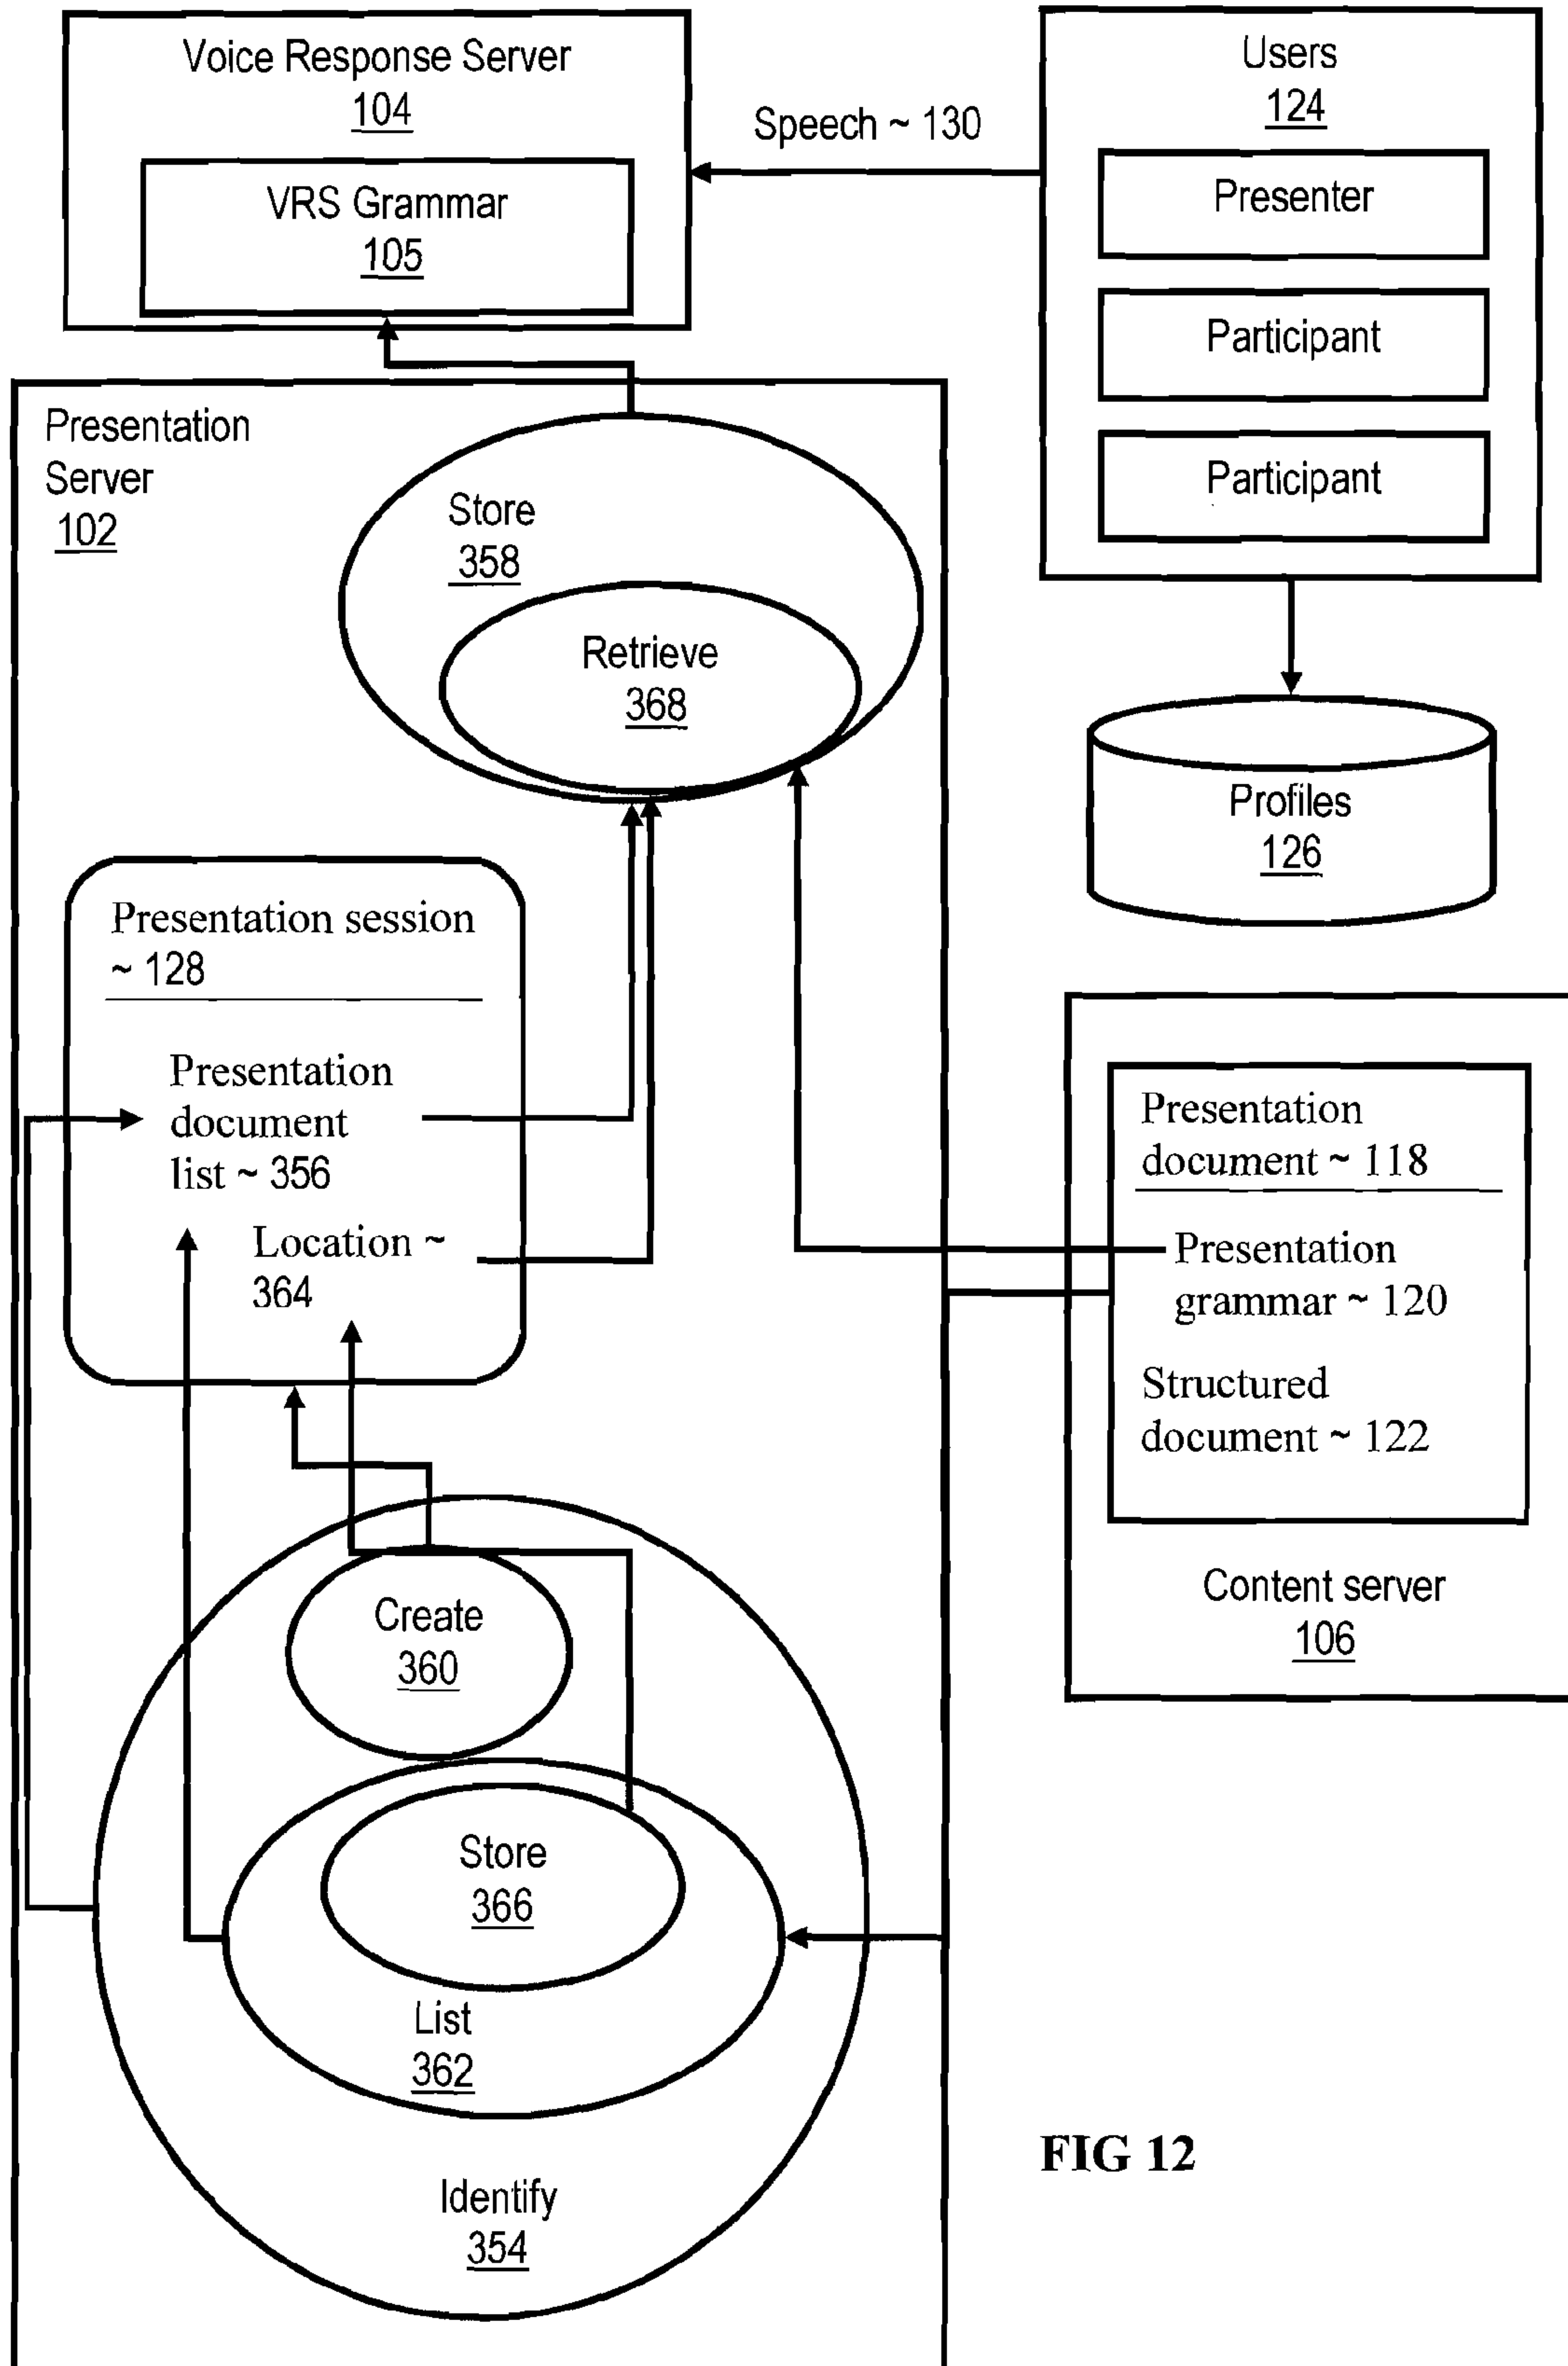 Voice Response Server
104
VRS Grammar
105
Speech ~ 130
Users
124
Presenter
Participant
Participant
Profiles
126
Presentation
Server
102
Store
358
Retrieve
368
Presentation session
~ 128
Presentation
document
list ~ 356
Location ~
364
Presentation
document ~ 118
Presentation
grammar ~ 120
Structured
document ~ 122
Content server
106
Create
360
Store
366
List
362
Identify
354
FIG 12